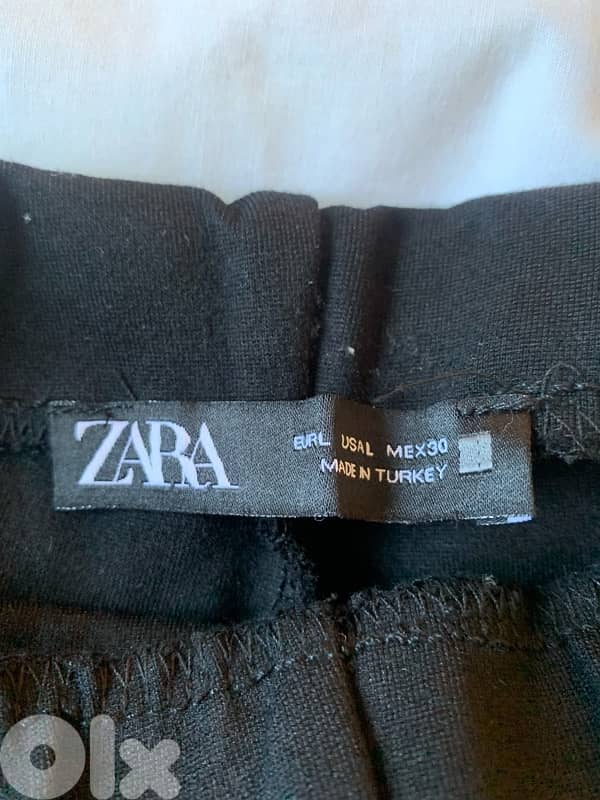 ZARA
EUR L USA L MEX 30
MADE IN TURKEY
Olx